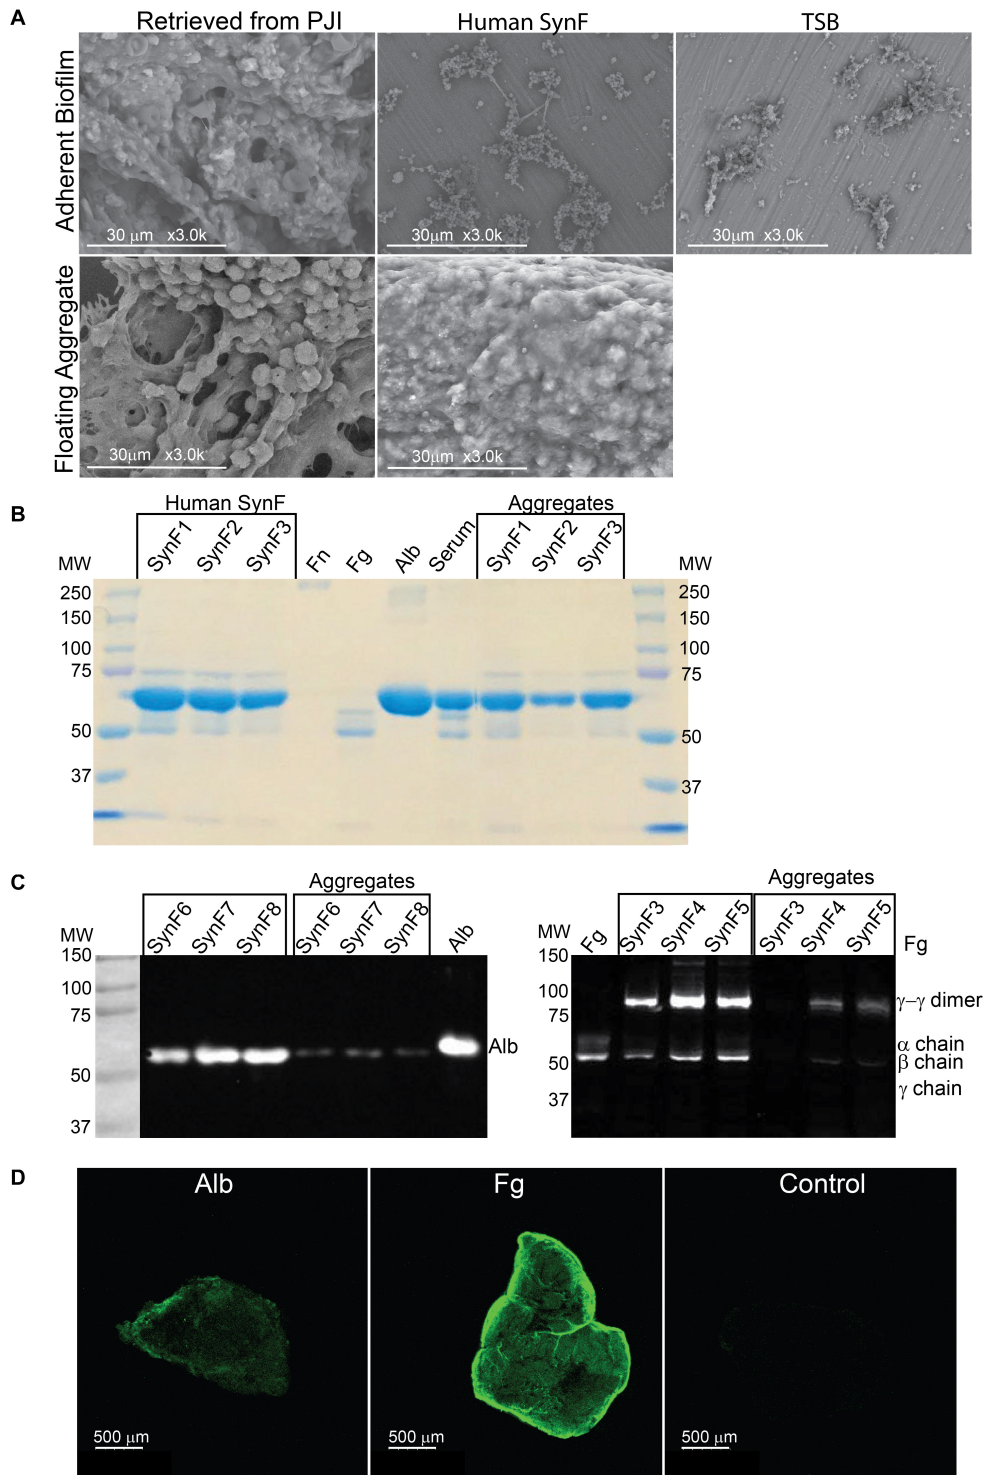 A
Retrieved from PJI Human SynF TSB
Adherent Biofilm
30 μm x3.0k 30μm x3.0k 30μm x3.0k
Floating Aggregate
30μm x3.0k 30μm x3.0k
B
Human SynF Aggregates
MW SynF1 SynF2 SynF3 Fn Fg Alb Serum SynF1 SynF2 SynF3 MW
250 250
150 150
100 100
75 75
50 50
37 37
C
Aggregates Aggregates
MW SynF6 SynF7 SynF8 SynF6 SynF7 SynF8 Alb MW Fg SynF3 SynF4 SynF5 SynF3 SynF4 SynF5 Fg
150 150
100 100 γ–γ dimer
75 75
Alb α chain
50 50 β chain
γ chain
37 37
D
Alb Fg Control
500 μm 500 μm 500 μm